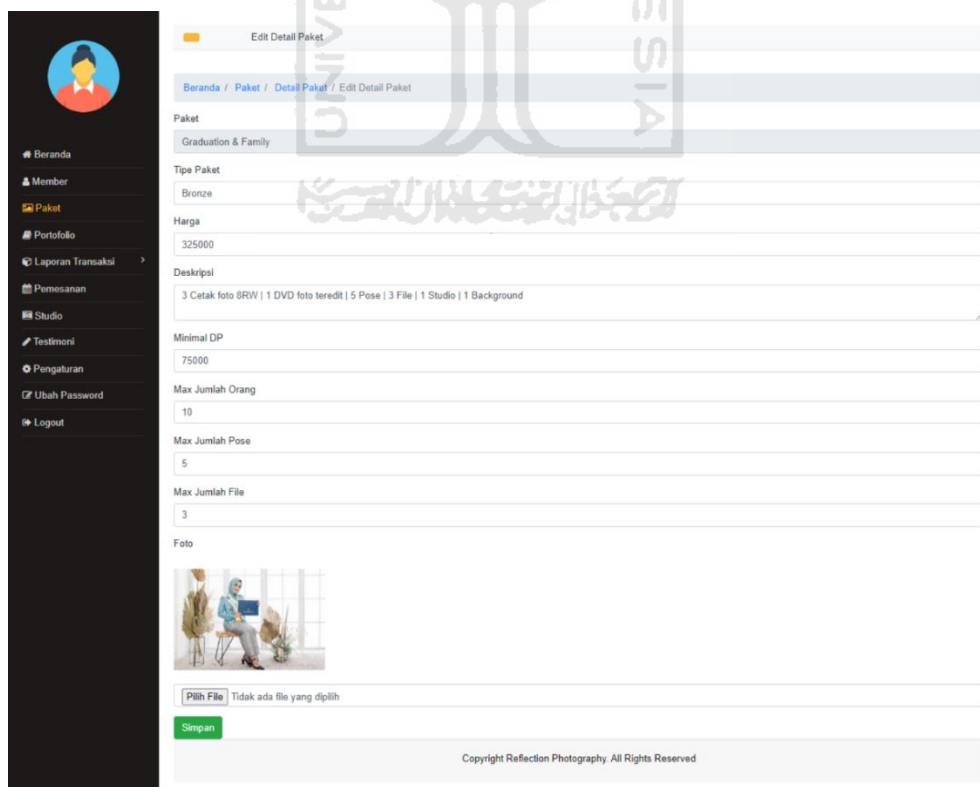 Edit Detail Paket
Beranda / Paket / Detail Paket / Edit Detail Paket
Beranda
Member
Paket
Portofolio
Laporan Transaksi
Pemesanan
Studio
Testimoni
Pengaturan
Ubah Password
Logout
Paket
Graduation & Family
Tipe Paket
Bronze
Harga
325000
Deskripsi
3 Cetak foto 8RW | 1 DVD foto teredit | 5 Pose | 3 File | 1 Studio | 1 Background
Minimal DP
75000
Max Jumlah Orang
10
Max Jumlah Pose
5
Max Jumlah File
3
Foto
Pilih File Tidak ada file yang dipilih
Simpan
Copyright Reflection Photography. All Rights Reserved